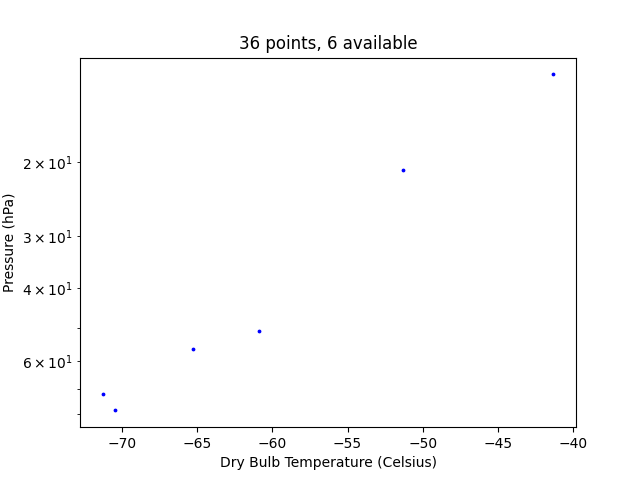 36 points, 6 available
Pressure (hPa)
2 × 10¹
3 × 10¹
4 × 10¹
6 × 10¹
−70 −65 −60 −55 −50 −45 −40
Dry Bulb Temperature (Celsius)